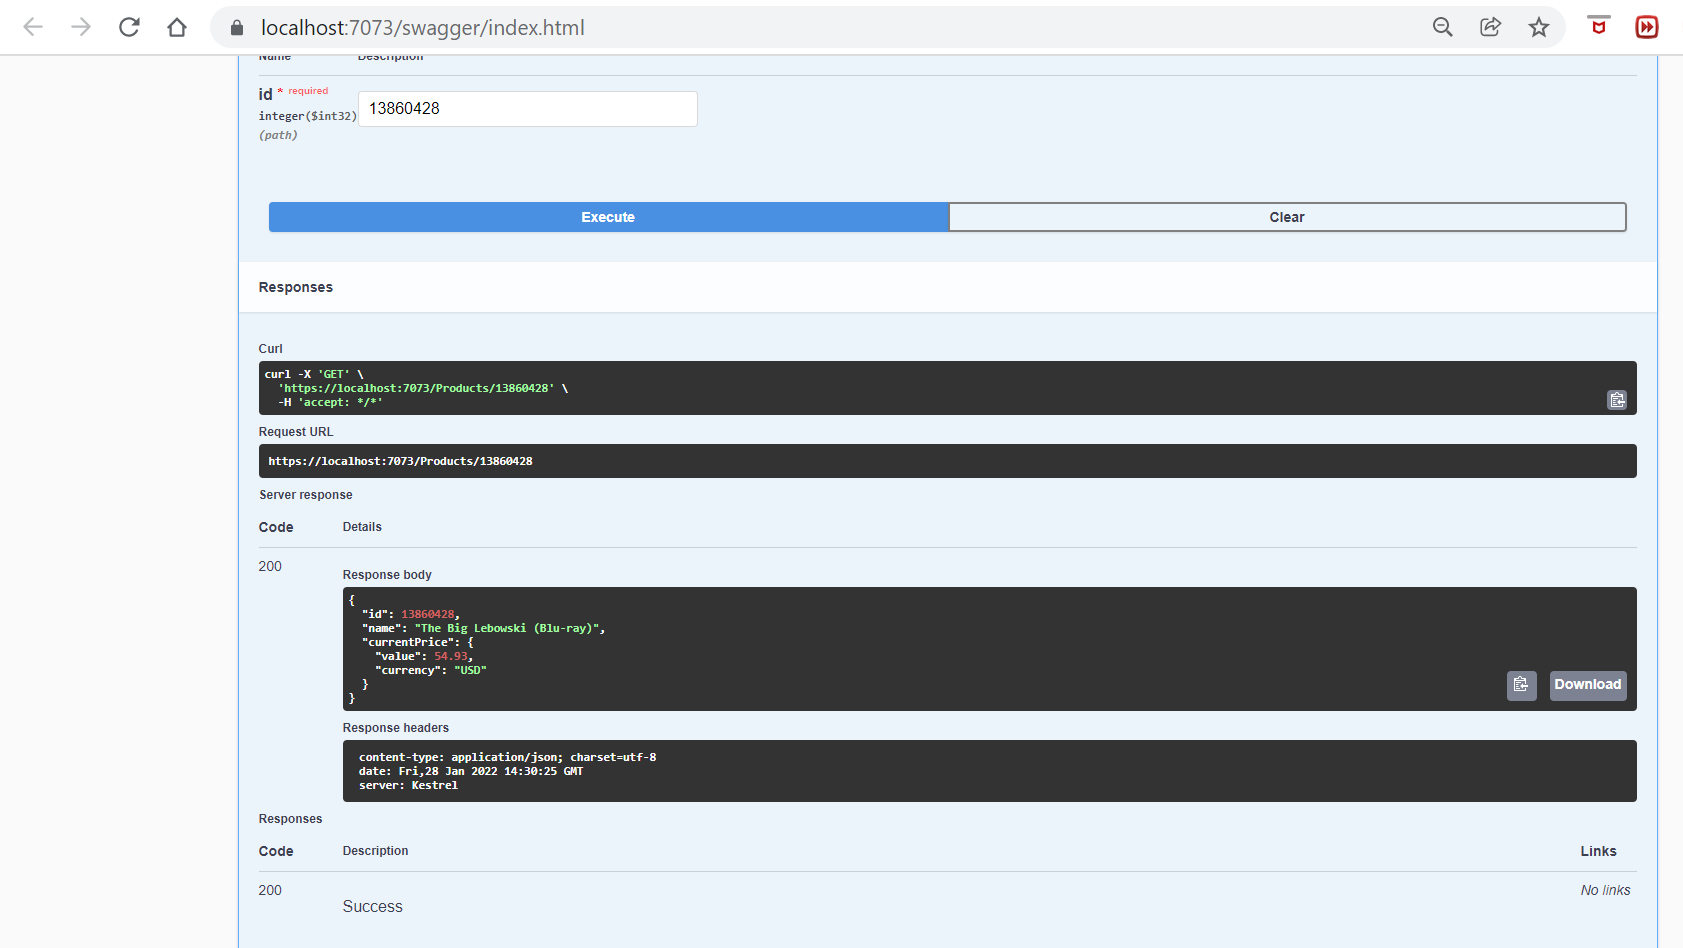 localhost:7073/swagger/index.html
Name Description
id * required
integer($int32)
(path)
13860428
Execute Clear
Responses
Curl
curl -X 'GET' \
'https://localhost:7073/Products/13860428' \
-H 'accept: */*'
Request URL
https://localhost:7073/Products/13860428
Server response
Code Details
200
Response body
{
"id": 13860428,
"name": "The Big Lebowski (Blu-ray)",
"currentPrice": {
"value": 54.93,
"currency": "USD"
}
}
Download
Response headers
content-type: application/json; charset=utf-8
date: Fri,28 Jan 2022 14:30:25 GMT
server: Kestrel
Responses
Code Description Links
200 No links
Success